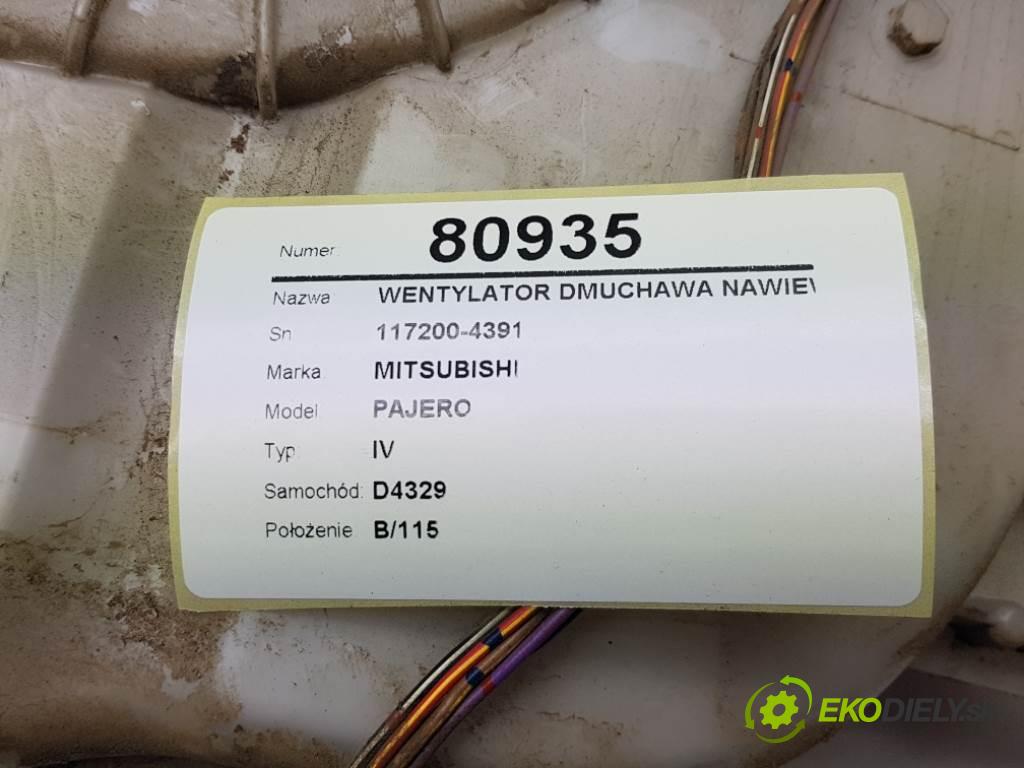 Numer: 80935
Nazwa WENTYLATOR DMUCHAWA
Sn 117200-4391
Marka MITSUBISHI
Model PAJERO
Typ IV
Samochód: D4329
Położenie B/115
EKODIELY.sk